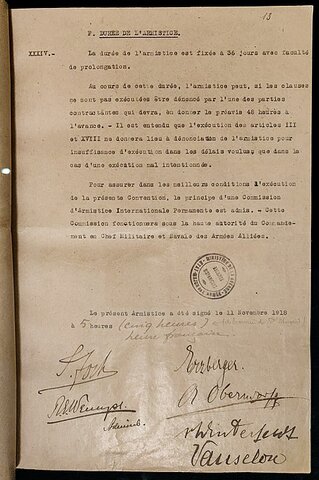 13
F. DURÉE DE L'ARMISTICE.
XXXIV.- La durée de l'armistice est fixée à 36 jours avec faculté
de prolongation.
Au cours de cette durée, l'armistice peut, si les clauses
ne sont pas exécutées être dénoncé par l'une des parties
contractantes qui devra, en donner le préavis 48 heures à
l'avance. - Il est entendu que l'exécution des articles III
et XVIII ne donnera lieu à dénonciation de l'armistice pour
insuffisance d'exécution dans les délais voulus, que dans le
cas d'une exécution mal intentionnée.
Pour assurer dans les meilleurs conditions l'exécution
de la présente Convention, le principe d'une Commission
d'Armistice Internationale Permanente est admis. - Cette
Commission fonctionnera sous la haute autorité du Commandement
en Chef Militaire et Navale des Armées Alliées.
Le présent Armistice a été signé le 11 Novembre 1918
à 5 heures (cinq heures)
heure française
F. Foch
Erzberger
R. E. Wemyss
Admiral.
A Oberndorff
v Winterfeldt
Vanselow